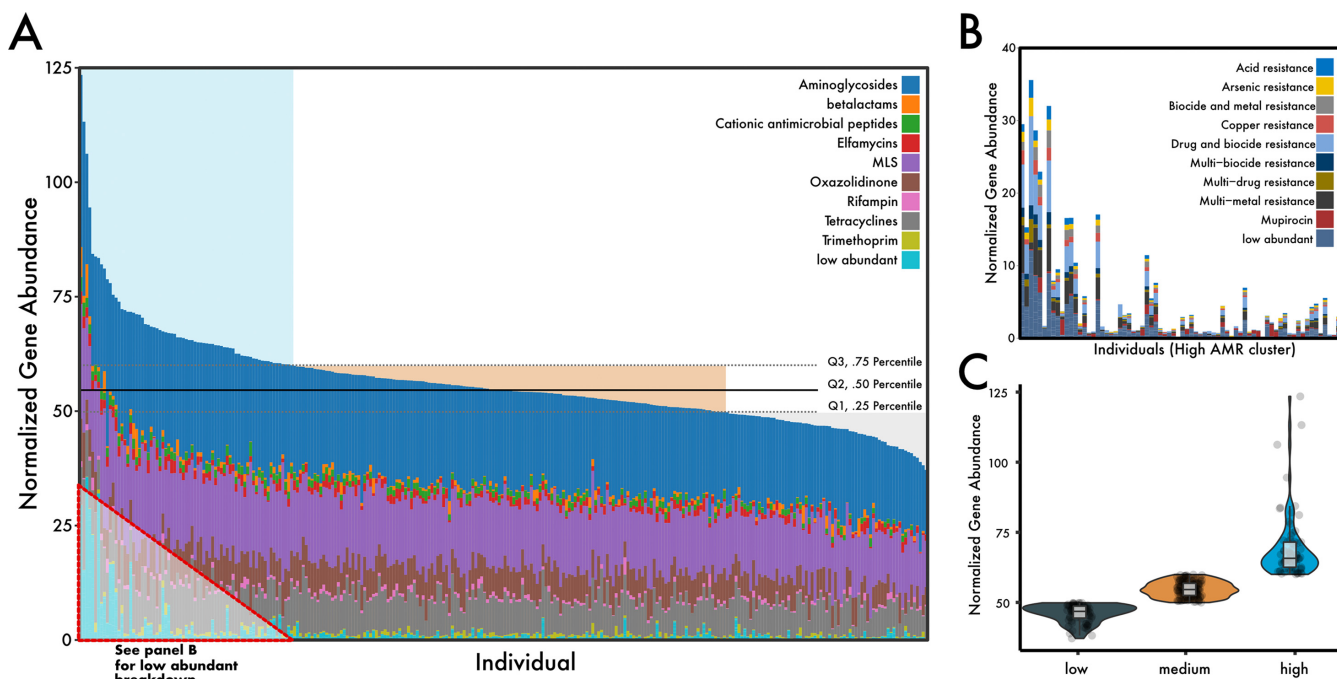 A
Normalized Gene Abundance
125
100
75
50
25
0
Aminoglycosides
betalactams
Cationic antimicrobial peptides
Elfamycins
MLS
Oxazolidinone
Rifampin
Tetracyclines
Trimethoprim
low abundant
Q3, .75 Percentile
Q2, .50 Percentile
Q1, .25 Percentile
See panel B
for low abundant
breakdown
Individual
B
Normalized Gene Abundance
40
30
20
10
0
Acid resistance
Arsenic resistance
Biocide and metal resistance
Copper resistance
Drug and biocide resistance
Multi-biocide resistance
Multi-drug resistance
Multi-metal resistance
Mupirocin
low abundant
Individuals (High AMR cluster)
C
Normalized Gene Abundance
125
100
75
50
low
medium
high